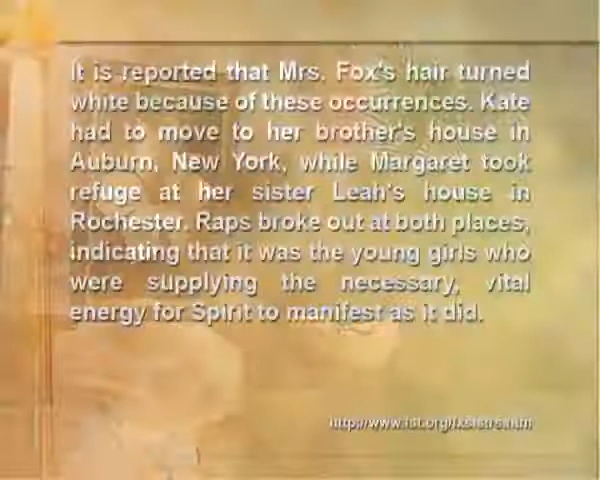 It is reported that Mrs. Fox's hair turned
white because of these occurrences. Kate
had to move to her brother's house in
Auburn, New York, while Margaret took
refuge at her sister Leah's house in
Rochester. Raps broke out at both places,
indicating that it was the young girls who
were supplying the necessary, vital
energy for Spirit to manifest as it did.